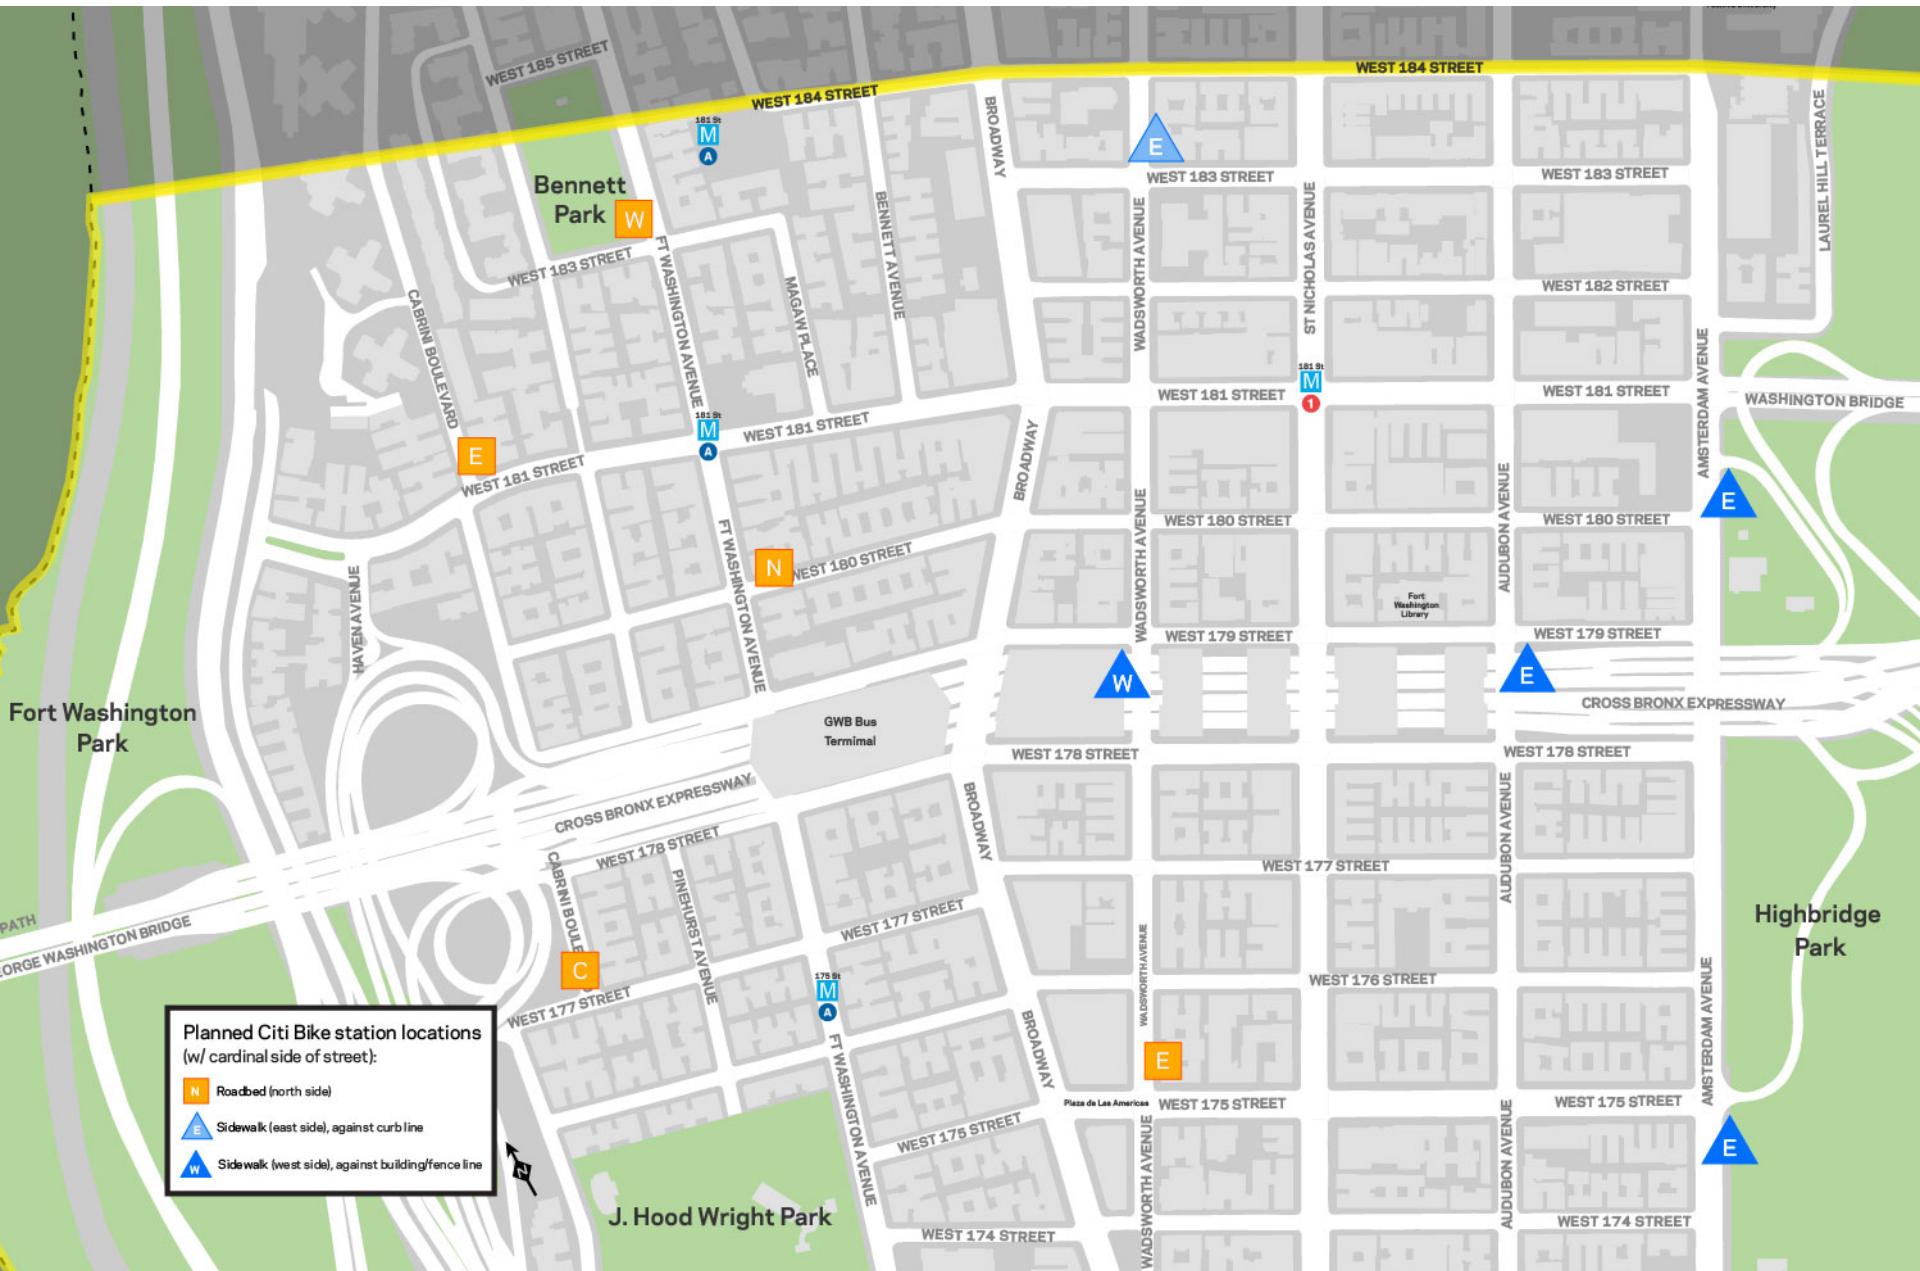 WEST 185 STREET
WEST 184 STREET
WEST 184 STREET
181 St
M
A
Bennett
Park
W
BROADWAY
E
WEST 183 STREET
WEST 183 STREET
LAUREL HILL TERRACE
WEST 183 STREET
FT WASHINGTON AVENUE
MAGAW PLACE
BENNETT AVENUE
WADSWORTH AVENUE
ST NICHOLAS AVENUE
WEST 182 STREET
CABRINI BOULEVARD
AMSTERDAM AVENUE
181 St
M
1
WEST 181 STREET
WEST 181 STREET
WASHINGTON BRIDGE
181 St
M
A
WEST 181 STREET
E
WEST 181 STREET
BROADWAY
E
WEST 180 STREET
WEST 180 STREET
AUDUBON AVENUE
WADSWORTH AVENUE
FT WASHINGTON AVENUE
N
WEST 180 STREET
HAVEN AVENUE
Fort
Washington
Library
WEST 179 STREET
WEST 179 STREET
W
E
CROSS BRONX EXPRESSWAY
Fort Washington
Park
GWB Bus
Termimal
WEST 178 STREET
WEST 178 STREET
CROSS BRONX EXPRESSWAY
WEST 178 STREET
BROADWAY
AUDUBON AVENUE
WEST 177 STREET
CABRINI BOULE
PINEHURST AVENUE
WEST 177 STREET
PATH
ORGE WASHINGTON BRIDGE
Highbridge
Park
C
WADSWORTH AVENUE
WEST 176 STREET
175 St
M
A
WEST 177 STREET
AMSTERDAM AVENUE
BROADWAY
FT WASHINGTON AVENUE
E
Plaza de Las Americas
WEST 175 STREET
WEST 175 STREET
WEST 175 STREET
WADSWORTH AVENUE
AUDUBON AVENUE
E
Planned Citi Bike station locations
(w/ cardinal side of street):
N Roadbed (north side)
E Sidewalk (east side), against curb line
W Sidewalk (west side), against building/fence line
N
J. Hood Wright Park
WEST 174 STREET
WEST 174 STREET